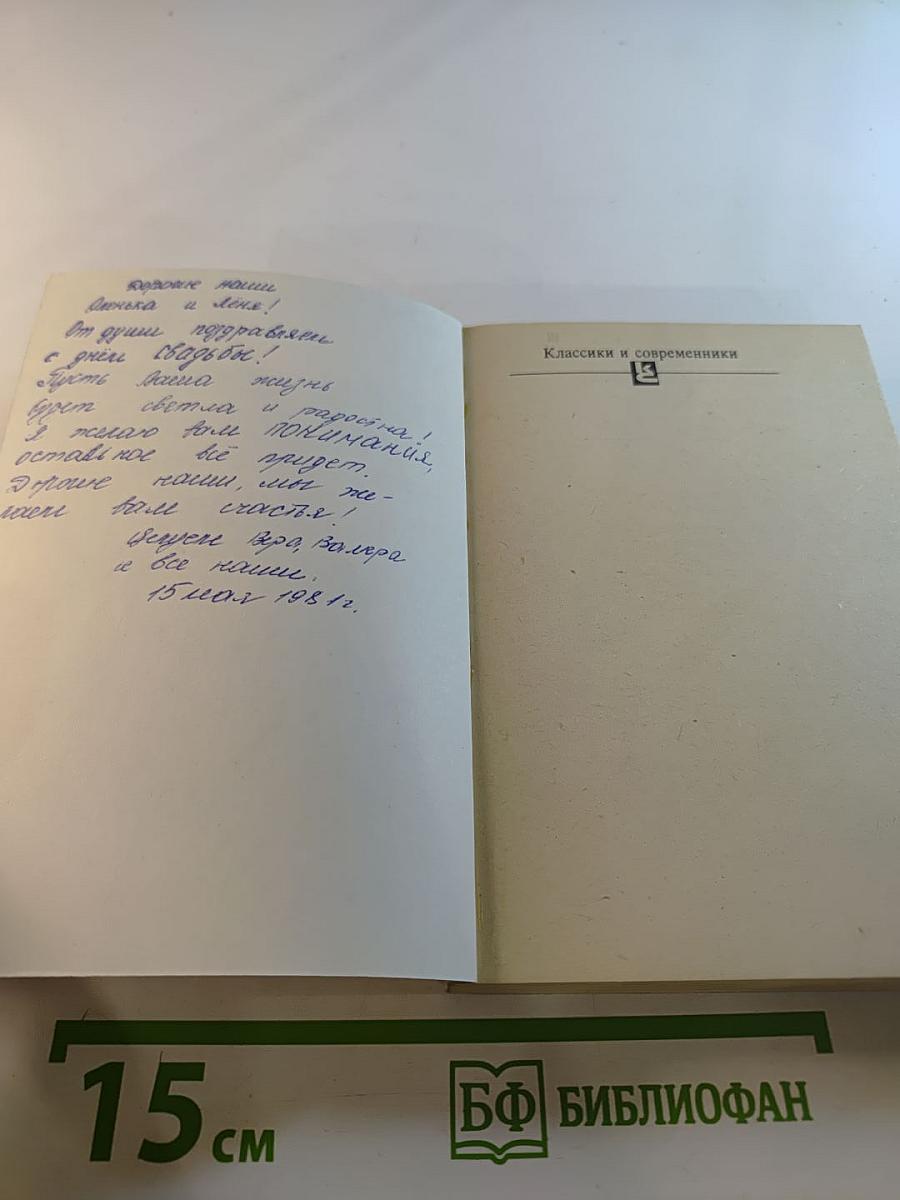 Дорогие наши
Оленька и Лёня!
От души поздравляем
с днём свадьбы!
Пусть ваша жизнь
будет светла и радостна!
Я желаю вам ПОНИМАНИЯ,
остальное всё придет.
Дорогие наши, мы же-
лаем вам счастья!
Вера, Валера
и все наши.
15 мая 1981г.
Классики и современники
15 см
БФ БИБЛИОФАН